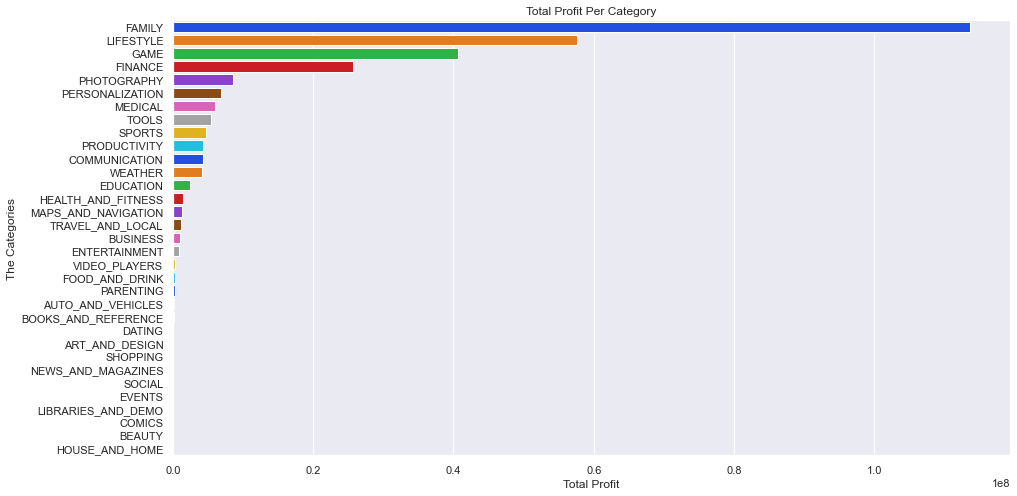 Total Profit Per Category
The Categories
FAMILY
LIFESTYLE
GAME
FINANCE
PHOTOGRAPHY
PERSONALIZATION
MEDICAL
TOOLS
SPORTS
PRODUCTIVITY
COMMUNICATION
WEATHER
EDUCATION
HEALTH_AND_FITNESS
MAPS_AND_NAVIGATION
TRAVEL_AND_LOCAL
BUSINESS
ENTERTAINMENT
VIDEO_PLAYERS
FOOD_AND_DRINK
PARENTING
AUTO_AND_VEHICLES
BOOKS_AND_REFERENCE
DATING
ART_AND_DESIGN
SHOPPING
NEWS_AND_MAGAZINES
SOCIAL
EVENTS
LIBRARIES_AND_DEMO
COMICS
BEAUTY
HOUSE_AND_HOME
0.0 0.2 0.4 0.6 0.8 1.0
Total Profit
1e8